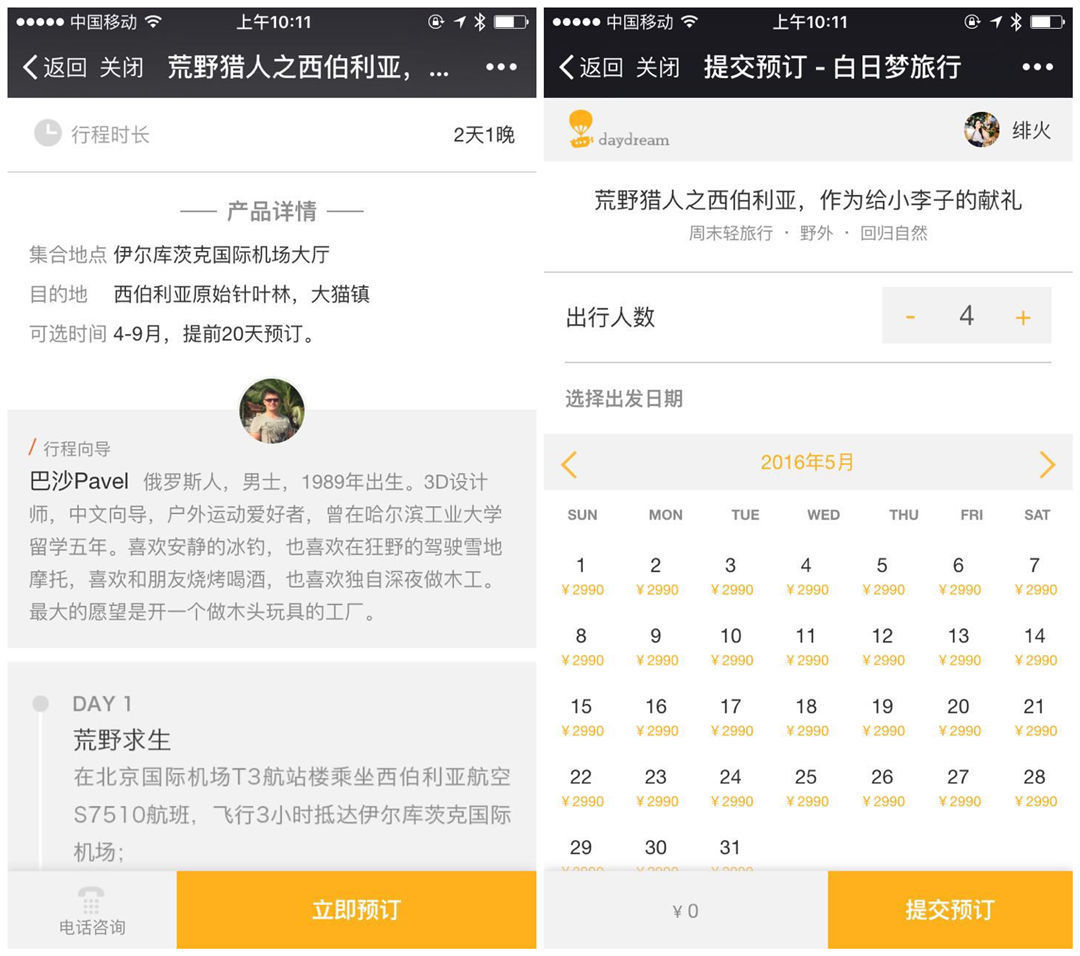 中国移动 上午10:11
返回 关闭 荒野猎人之西伯利亚，...
行程时长 2天1晚
产品详情
集合地点 伊尔库茨克国际机场大厅
目的地 西伯利亚原始针叶林，大猫镇
可选时间 4-9月，提前20天预订。
/ 行程向导
巴沙Pavel 俄罗斯人，男士，1989年出生。3D设计
师，中文向导，户外运动爱好者，曾在哈尔滨工业大学
留学五年。喜欢安静的冰钓，也喜欢在狂野的驾驶雪地
摩托，喜欢和朋友烧烤喝酒，也喜欢独自深夜做木工。
最大的愿望是开一个做木头玩具的工厂。
DAY 1
荒野求生
在北京国际机场T3航站楼乘坐西伯利亚航空
S7510航班，飞行3小时抵达伊尔库茨克国际
机场；
电话咨询 立即预订
中国移动 上午10:11
返回 关闭 提交预订 - 白日梦旅行
daydream 绯火
荒野猎人之西伯利亚，作为给小李子的献礼
周末轻旅行 · 野外 · 回归自然
出行人数 - 4 +
选择出发日期
2016年5月
SUN MON TUE WED THU FRI SAT
1 2 3 4 5 6 7
¥2990 ¥2990 ¥2990 ¥2990 ¥2990 ¥2990 ¥2990
8 9 10 11 12 13 14
¥2990 ¥2990 ¥2990 ¥2990 ¥2990 ¥2990 ¥2990
15 16 17 18 19 20 21
¥2990 ¥2990 ¥2990 ¥2990 ¥2990 ¥2990 ¥2990
22 23 24 25 26 27 28
¥2990 ¥2990 ¥2990 ¥2990 ¥2990 ¥2990 ¥2990
29 30 31
¥0 提交预订